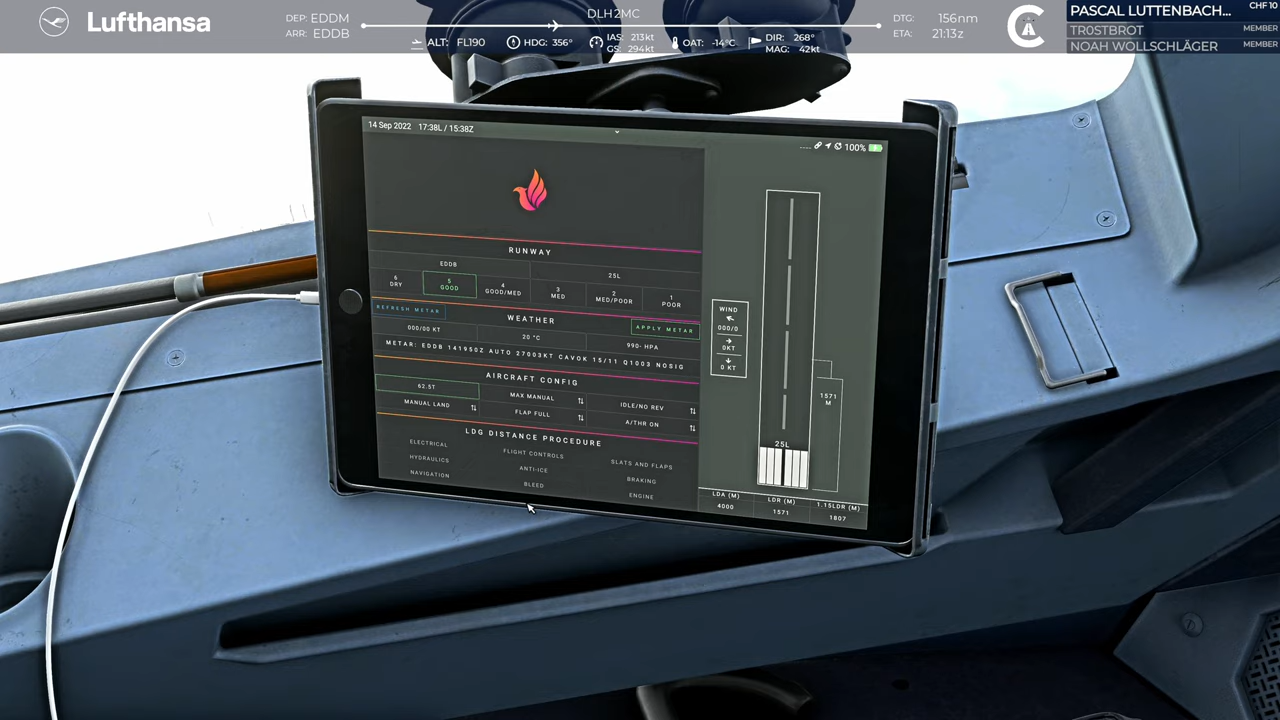 Lufthansa
DEP: EDDM
ARR: EDDB
DLH2MC
DTG: 156nm
ETA: 21:13z
ALT: FL190
HDG: 356°
IAS: 213kt
GS: 294kt
OAT: -14°C
DIR: 268°
MAG: 42kt
PASCAL LUTTENBACH... CHF 10
TR0STBROT MEMBER
NOAH WOLLSCHLÄGER MEMBER
14 Sep 2022 17:38L / 15:38Z
100%
RUNWAY
EDDB 25L
6 DRY
5 GOOD
4 GOOD/MED
3 MED
2 MED/POOR
1 POOR
REFRESH METAR
WEATHER
APPLY METAR
000/00 KT 20 °C 990- HPA
METAR: EDDB 141950Z AUTO 27003KT CAVOK 15/11 Q1003 NOSIG
AIRCRAFT CONFIG
62.5T MAX MANUAL IDLE/NO REV
MANUAL LAND FLAP FULL A/THR ON
LDG DISTANCE PROCEDURE
ELECTRICAL FLIGHT CONTROLS SLATS AND FLAPS
HYDRAULICS ANTI-ICE BRAKING
NAVIGATION BLEED ENGINE
WIND
000/0
0KT
0 KT
1571
M
25L
LDA (M) LDR (M) 1.15LDR (M)
4000 1571 1807